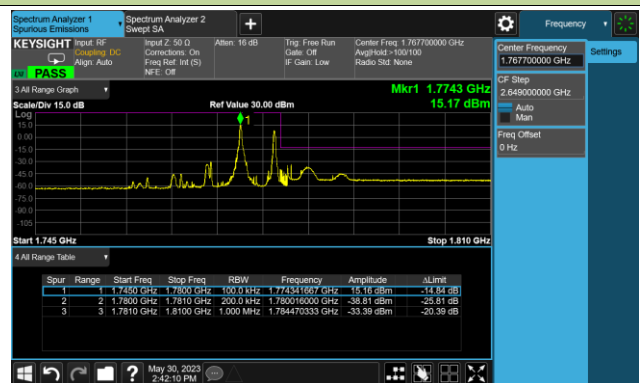 Spectrum Analyzer 1
Spurious Emissions
Spectrum Analyzer 2
Swept SA
Frequency
KEYSIGHT
Input: RF
Coupling: DC
Align: Auto
Input Z: 50 Ω
Corrections: On
Freq Ref: Int (S)
NFE: Off
Atten: 16 dB
Trig: Free Run
Gate: Off
IF Gain: Low
Center Freq: 1.767700000 GHz
Avg|Hold:>100/100
Radio Std: None
PASS
Center Frequency
1.767700000 GHz
Settings
CF Step
2.649000000 GHz
Auto
Man
Freq Offset
0 Hz
3 All Range Graph
Mkr1 1.7743 GHz
15.17 dBm
Scale/Div 15.0 dB
Ref Value 30.00 dBm
Log
15.0
0.00
-15.0
-30.0
-45.0
-60.0
-75.0
-90.0
-105
1
Start 1.745 GHz
Stop 1.810 GHz
4 All Range Table
Spur Range Start Freq Stop Freq RBW Frequency Amplitude ΔLimit
1 1 1.7450 GHz 1.7800 GHz 100.0 kHz 1.774341667 GHz 15.16 dBm -14.84 dB
2 2 1.7800 GHz 1.7810 GHz 200.0 kHz 1.780016000 GHz -38.81 dBm -25.81 dB
3 3 1.7810 GHz 1.8100 GHz 1.000 MHz 1.784470333 GHz -33.39 dBm -20.39 dB
May 30, 2023
2:42:10 PM